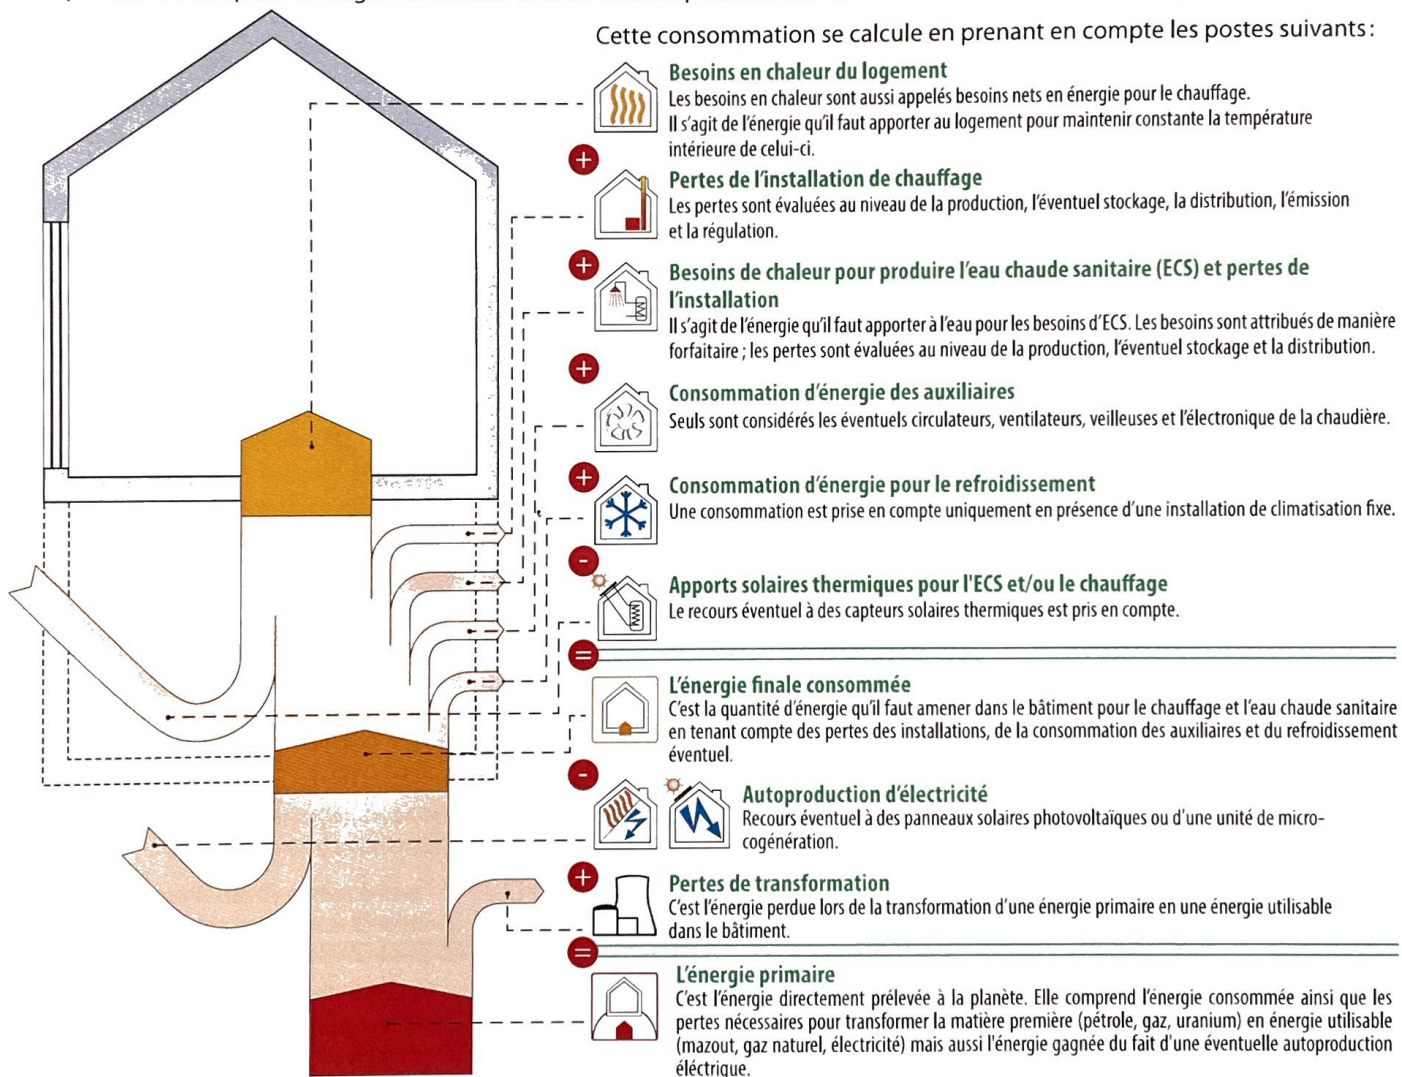 Cette consommation se calcule en prenant en compte les postes suivants :
Besoins en chaleur du logement
Les besoins en chaleur sont aussi appelés besoins nets en énergie pour le chauffage.
Il s'agit de l'énergie qu'il faut apporter au logement pour maintenir constante la température
intérieure de celui-ci.
+
Pertes de l'installation de chauffage
Les pertes sont évaluées au niveau de la production, l'éventuel stockage, la distribution, l'émission
et la régulation.
+
Besoins de chaleur pour produire l'eau chaude sanitaire (ECS) et pertes de
l'installation
Il s'agit de l'énergie qu'il faut apporter à l'eau pour les besoins d'ECS. Les besoins sont attribués de manière
forfaitaire ; les pertes sont évaluées au niveau de la production, l'éventuel stockage et la distribution.
+
Consommation d'énergie des auxiliaires
Seuls sont considérés les éventuels circulateurs, ventilateurs, veilleuses et l'électronique de la chaudière.
+
Consommation d'énergie pour le refroidissement
Une consommation est prise en compte uniquement en présence d'une installation de climatisation fixe.
-
Apports solaires thermiques pour l'ECS et/ou le chauffage
Le recours éventuel à des capteurs solaires thermiques est pris en compte.
=
L'énergie finale consommée
C'est la quantité d'énergie qu'il faut amener dans le bâtiment pour le chauffage et l'eau chaude sanitaire
en tenant compte des pertes des installations, de la consommation des auxiliaires et du refroidissement
éventuel.
-
Autoproduction d'électricité
Recours éventuel à des panneaux solaires photovoltaïques ou d'une unité de micro-
cogénération.
+
Pertes de transformation
C'est l'énergie perdue lors de la transformation d'une énergie primaire en une énergie utilisable
dans le bâtiment.
=
L'énergie primaire
C'est l'énergie directement prélevée à la planète. Elle comprend l'énergie consommée ainsi que les
pertes nécessaires pour transformer la matière première (pétrole, gaz, uranium) en énergie utilisable
(mazout, gaz naturel, électricité) mais aussi l'énergie gagnée du fait d'une éventuelle autoproduction
éléctrique.